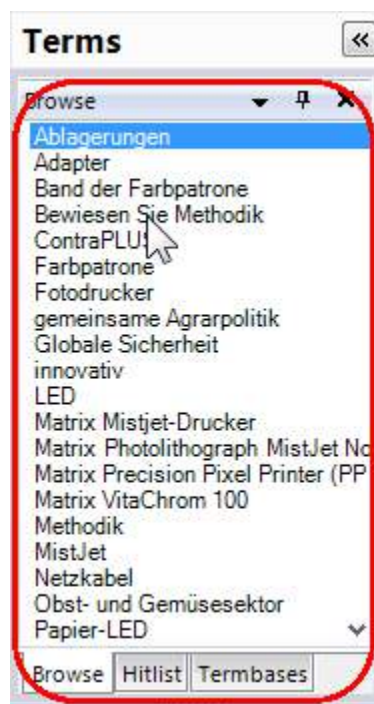 Terms
Browse
Ablagerungen
Adapter
Band der Farbpatrone
Bewiesen Sie Methodik
ContraPLUS
Farbpatrone
Fotodrucker
gemeinsame Agrarpolitik
Globale Sicherheit
innovativ
LED
Matrix Mistjet-Drucker
Matrix Photolithograph MistJet No
Matrix Precision Pixel Printer (PP
Matrix VitaChrom 100
Methodik
MistJet
Netzkabel
Obst- und Gemüsesektor
Papier-LED
Browse Hitlist Termbases